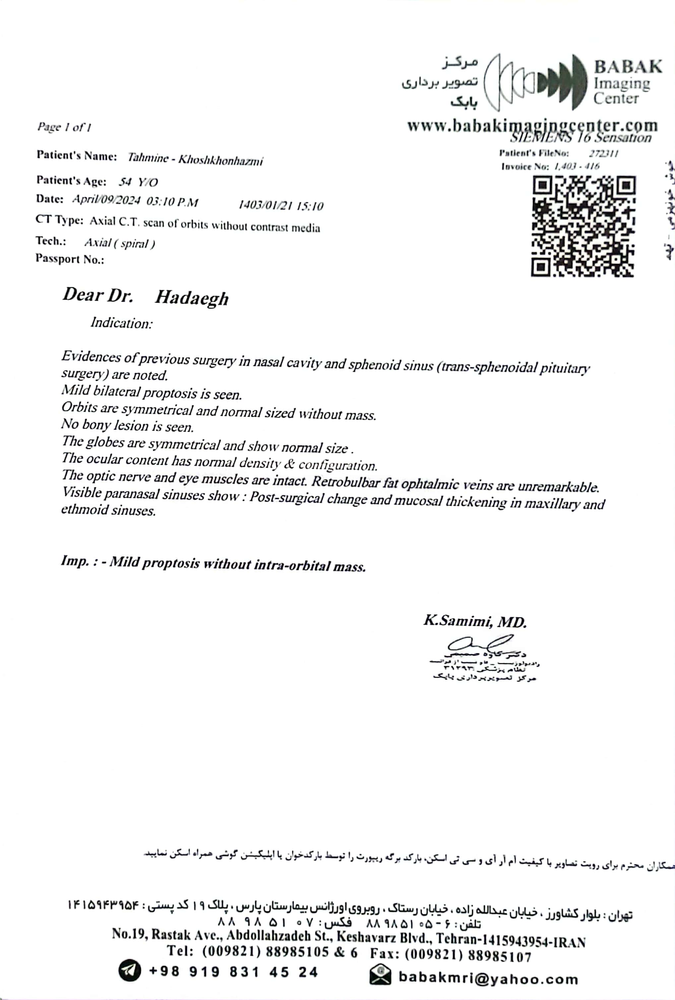 مرکز
تصویر برداری
بابک
BABAK
Imaging
Center
www.babakimagingcenter.com
Page 1 of 1
SIEMENS 16 Sensation
Patient's Name: Tahmine - Khoshkhonhazmi
Patient's FileNo: 272311
Invoice No: 1,403 - 416
Patient's Age: 54 Y/O
Date: April/09/2024 03:10 P.M 1403/01/21 15:10
CT Type: Axial C.T. scan of orbits without contrast media
Tech.: Axial ( spiral )
Passport No.:
Dear Dr. Hadaegh
Indication:
Evidences of previous surgery in nasal cavity and sphenoid sinus (trans-sphenoidal pituitary
surgery) are noted.
Mild bilateral proptosis is seen.
Orbits are symmetrical and normal sized without mass.
No bony lesion is seen.
The globes are symmetrical and show normal size .
The ocular content has normal density & configuration.
The optic nerve and eye muscles are intact. Retrobulbar fat ophtalmic veins are unremarkable.
Visible paranasal sinuses show : Post-surgical change and mucosal thickening in maxillary and
ethmoid sinuses.
Imp. : - Mild proptosis without intra-orbital mass.
K.Samimi, MD.
دکتر کاوه صمیمی
نظام پزشکی ۳۱۲۹۳
مرکز تصویربرداری بابک
همکاران محترم برای رویت تصاویر با کیفیت ام آر آی و سی تی اسکن، بارکد برگه ریپورت را توسط بارکدخوان یا اپلیکیشن گوشی همراه اسکن نمایید.
تهران : بلوار کشاورز ، خیابان عبدالله زاده ، خیابان رستاک ، روبروی اورژانس بیمارستان پارس ، پلاک ۱۹ کد پستی : ۱۴۱۵۹۴۳۹۵۴
تلفن : ۶ - ۸۸۹۸۵۱۰۵ فکس : ۸۸۹۸۵۱۰۷
No.19, Rastak Ave., Abdollahzadeh St., Keshavarz Blvd., Tehran-1415943954-IRAN
Tel: (009821) 88985105 & 6 Fax: (009821) 88985107
+98 919 831 45 24
babakmri@yahoo.com